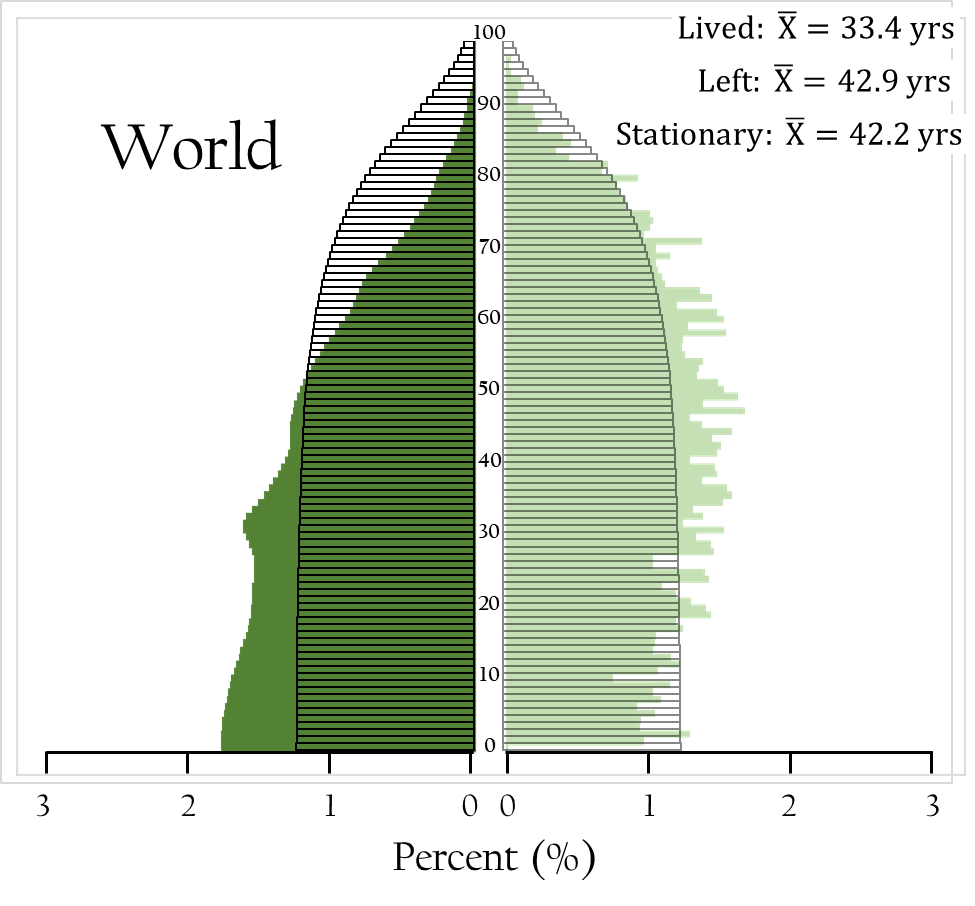 Lived: X̅ = 33.4 yrs
Left: X̅ = 42.9 yrs
Stationary: X̅ = 42.2 yrs
World
100
90
80
70
60
50
40
30
20
10
0
3 2 1 0 0 1 2 3
Percent (%)